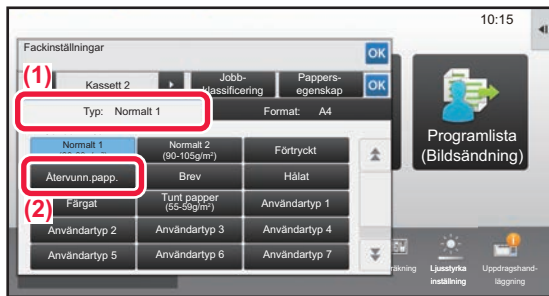 10:15
Fackinställningar
OK
(1)
Kassett 2
Jobb-
klassificering
Pappers-
egenskap
OK
Typ: Normalt 1
Format: A4
Normalt 1
Normalt 2
(90-105g/m²)
Förtryckt
Återvunn.papp.
Brev
Hålat
(2)
Färgat
Tunt papper
(55-59g/m²)
Användartyp 1
Användartyp 2
Användartyp 3
Användartyp 4
Användartyp 5
Användartyp 6
Användartyp 7
Programlista
(Bildsändning)
Ljusstyrka
inställning
Uppdragshand-
läggning